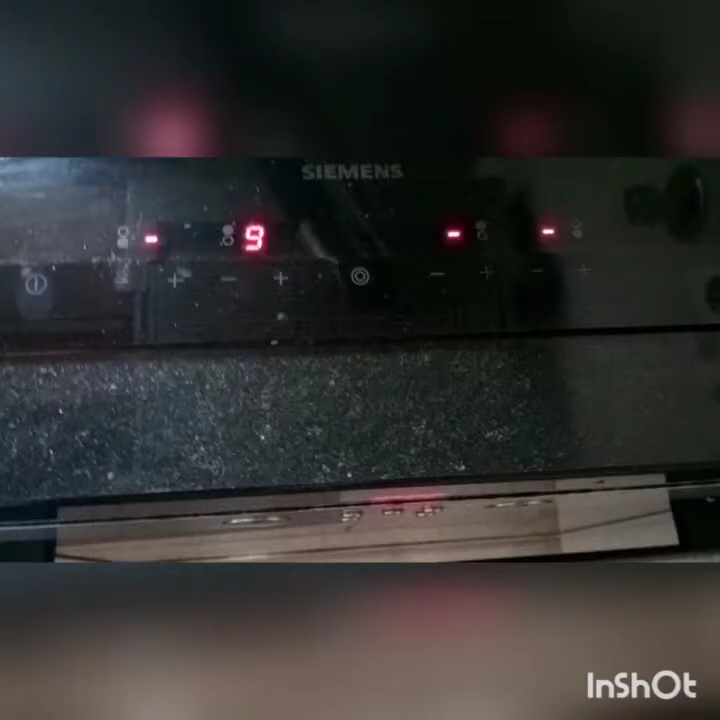 SIEMENS
- 9 - -
- + - + - + - +
InShOt